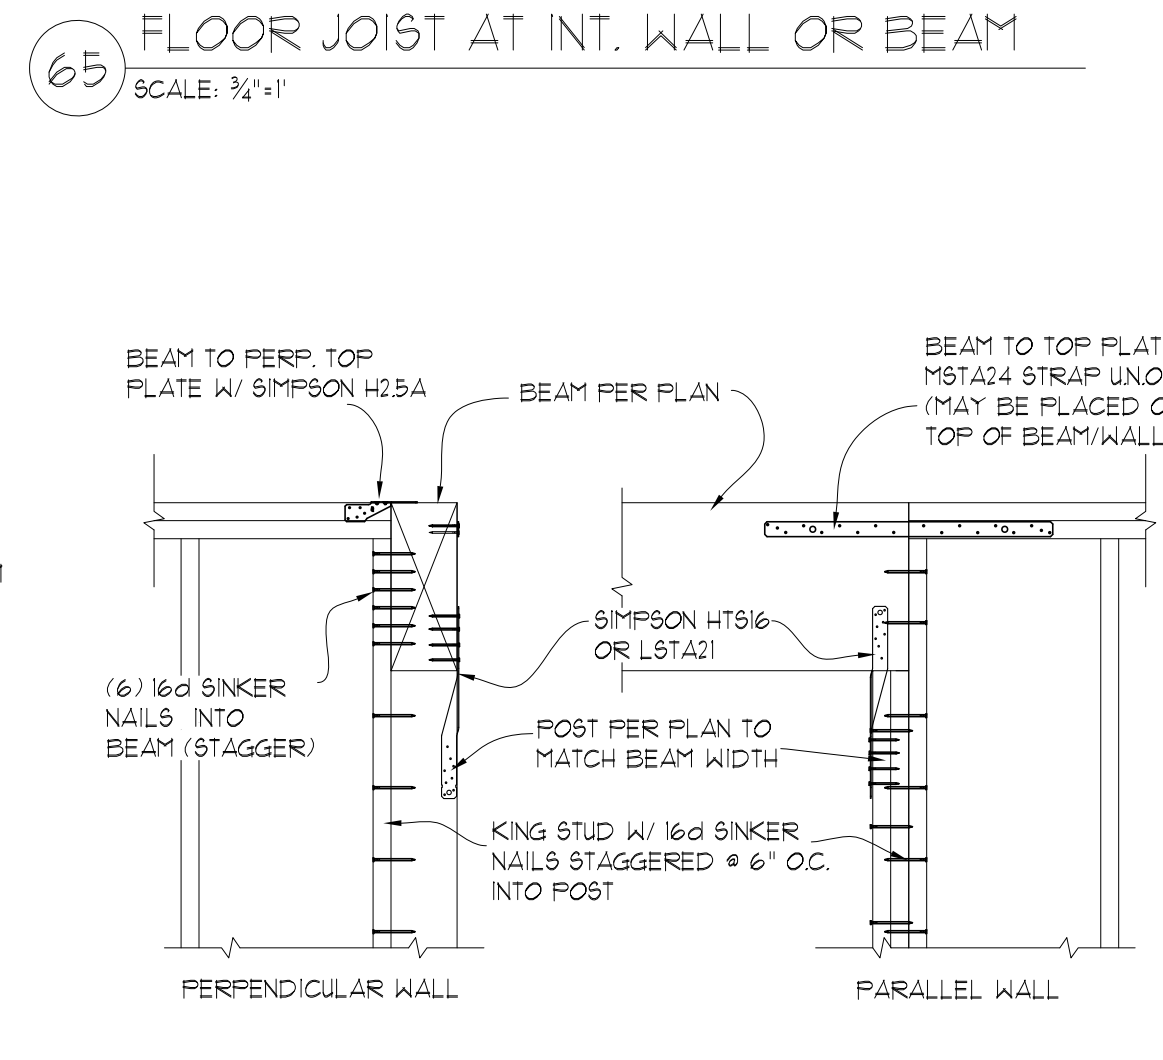 65
FLOOR JOIST AT INT. WALL OR BEAM
SCALE: ¾"=1'
BEAM TO PERP. TOP
PLATE W/ SIMPSON H2.5A
BEAM PER PLAN
BEAM TO TOP PLAT
MSTA24 STRAP U.N.O
(MAY BE PLACED O
TOP OF BEAM/WALL
SIMPSON HTS16
OR LSTA21
(6) 16d SINKER
NAILS INTO
BEAM (STAGGER)
POST PER PLAN TO
MATCH BEAM WIDTH
KING STUD W/ 16d SINKER
NAILS STAGGERED @ 6" O.C.
INTO POST
PERPENDICULAR WALL
PARALLEL WALL